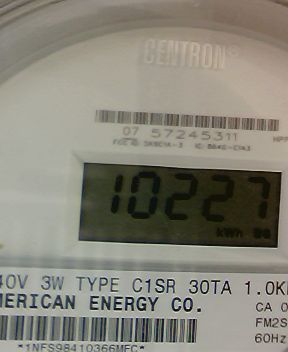 CENTRON®
07 57245311
10227
kWh
40V 3W TYPE C1SR 30TA 1.0K
MERICAN ENERGY CO.
CA 0
FM2S
60Hz
*1NFS98410366MFC*